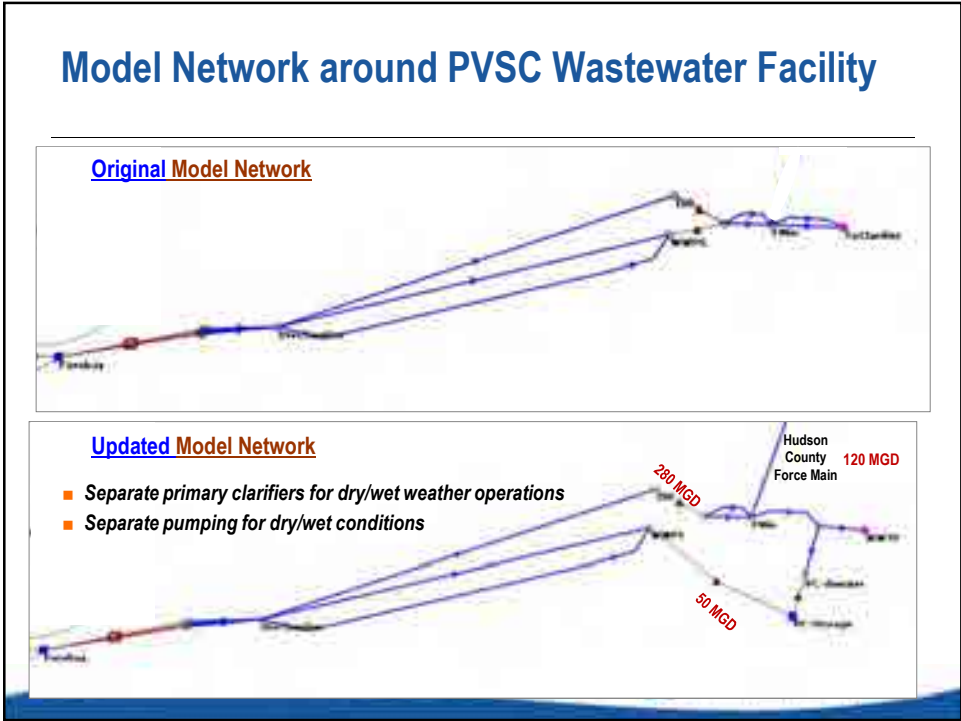 Model Network around PVSC Wastewater Facility
Original Model Network
Updated Model Network
■ Separate primary clarifiers for dry/wet weather operations
■ Separate pumping for dry/wet conditions
280 MGD
Hudson
County
Force Main
120 MGD
50 MGD